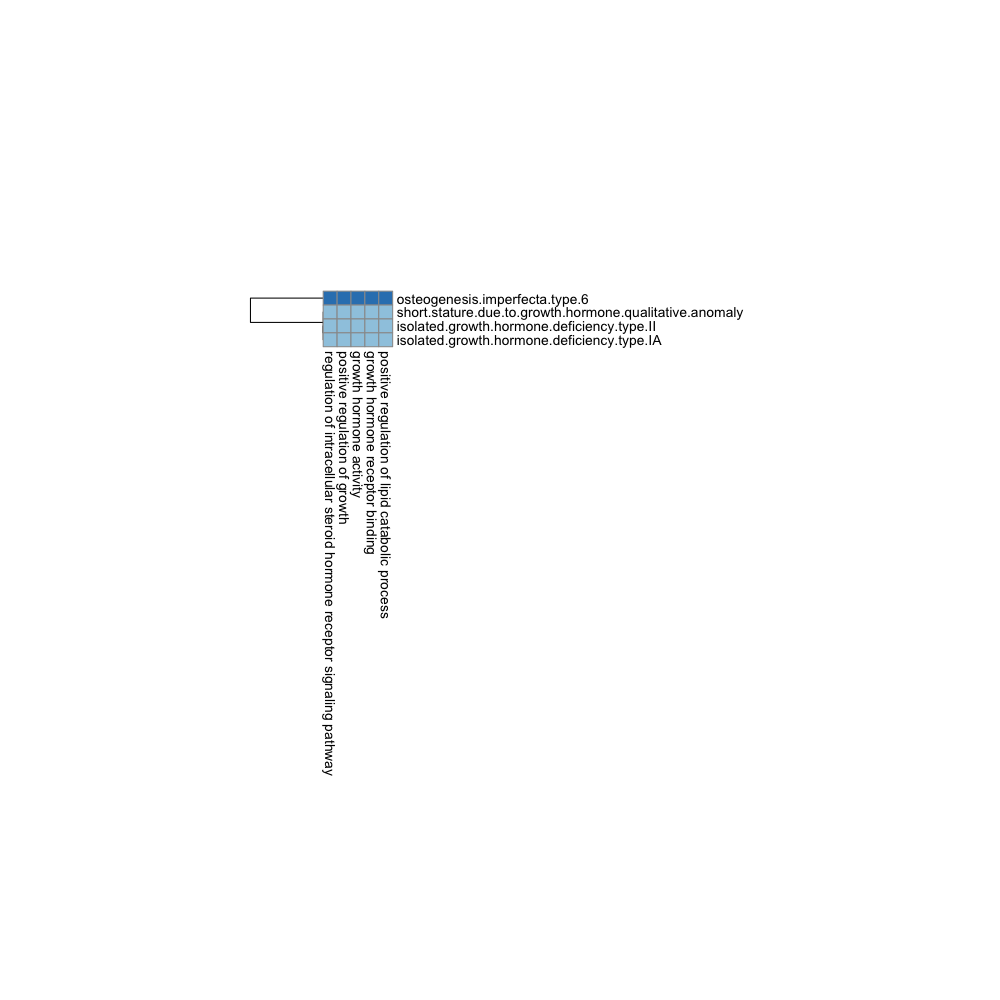 osteogenesis.imperfecta.type.6
short.stature.due.to.growth.hormone.qualitative.anomaly
isolated.growth.hormone.deficiency.type.II
isolated.growth.hormone.deficiency.type.IA
regulation of intracellular steroid hormone receptor signaling pathway
positive regulation of growth
growth hormone activity
growth hormone receptor binding
positive regulation of lipid catabolic process